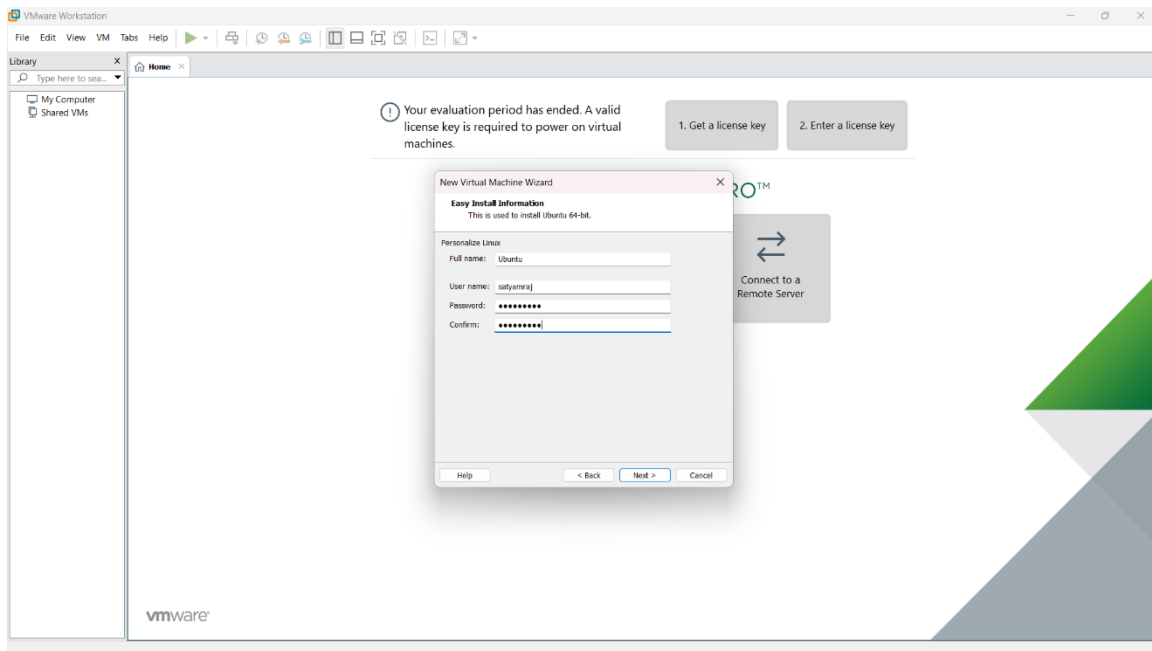 VMware Workstation
File Edit View VM Tabs Help
Library X
Type here to sea...
My Computer
Shared VMs
Home ×
Your evaluation period has ended. A valid
license key is required to power on virtual
machines.
1. Get a license key
2. Enter a license key
RO™
Connect to a
Remote Server
New Virtual Machine Wizard
Easy Install Information
This is used to install Ubuntu 64-bit.
Personalize Linux
Full name: Ubuntu
User name: satyamraj
Password: ●●●●●●●●●
Confirm: ●●●●●●●●●
Help < Back Next > Cancel
vmware